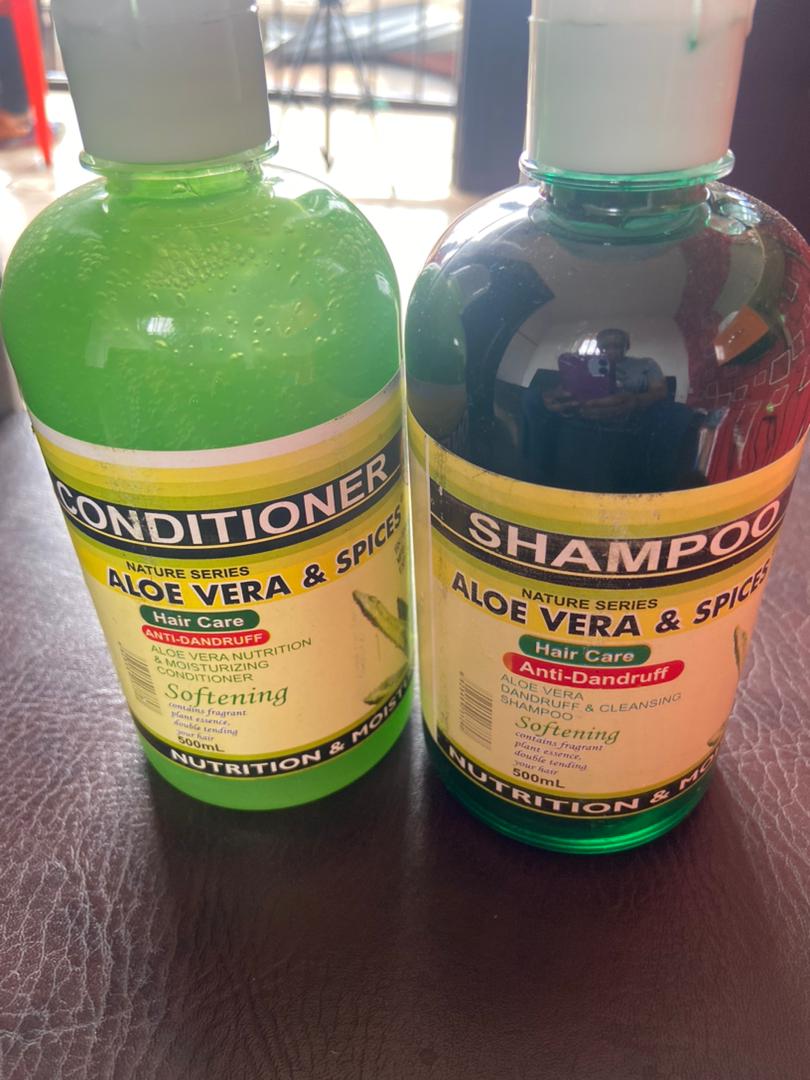 CONDITIONER
NATURE SERIES
ALOE VERA & SPICES
Hair Care
ANTI-DANDRUFF
ALOE VERA NUTRITION
& MOISTURIZING
CONDITIONER
Softening
contains fragrant
plant essence,
double tending
your hair
500mL
NUTRITION &
SHAMPOO
NATURE SERIES
ALOE VERA & SPICES
Hair Care
Anti-Dandruff
ALOE VERA
DANDRUFF & CLEANSING
SHAMPOO
Softening
contains fragrant
plant essence,
double tending
your hair
500mL
NUTRITION &